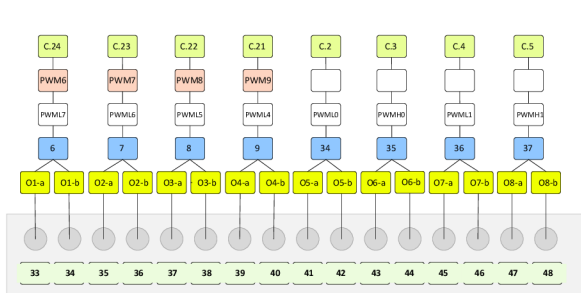 C.24 C.23 C.22 C.21 C.2 C.3 C.4 C.5
PWM6 PWM7 PWM8 PWM9
PWML7 PWML6 PWML5 PWML4 PWML0 PWMH0 PWML1 PWMH1
6 7 8 9 34 35 36 37
O1-a O1-b O2-a O2-b O3-a O3-b O4-a O4-b O5-a O5-b O6-a O6-b O7-a O7-b O8-a O8-b
33 34 35 36 37 38 39 40 41 42 43 44 45 46 47 48